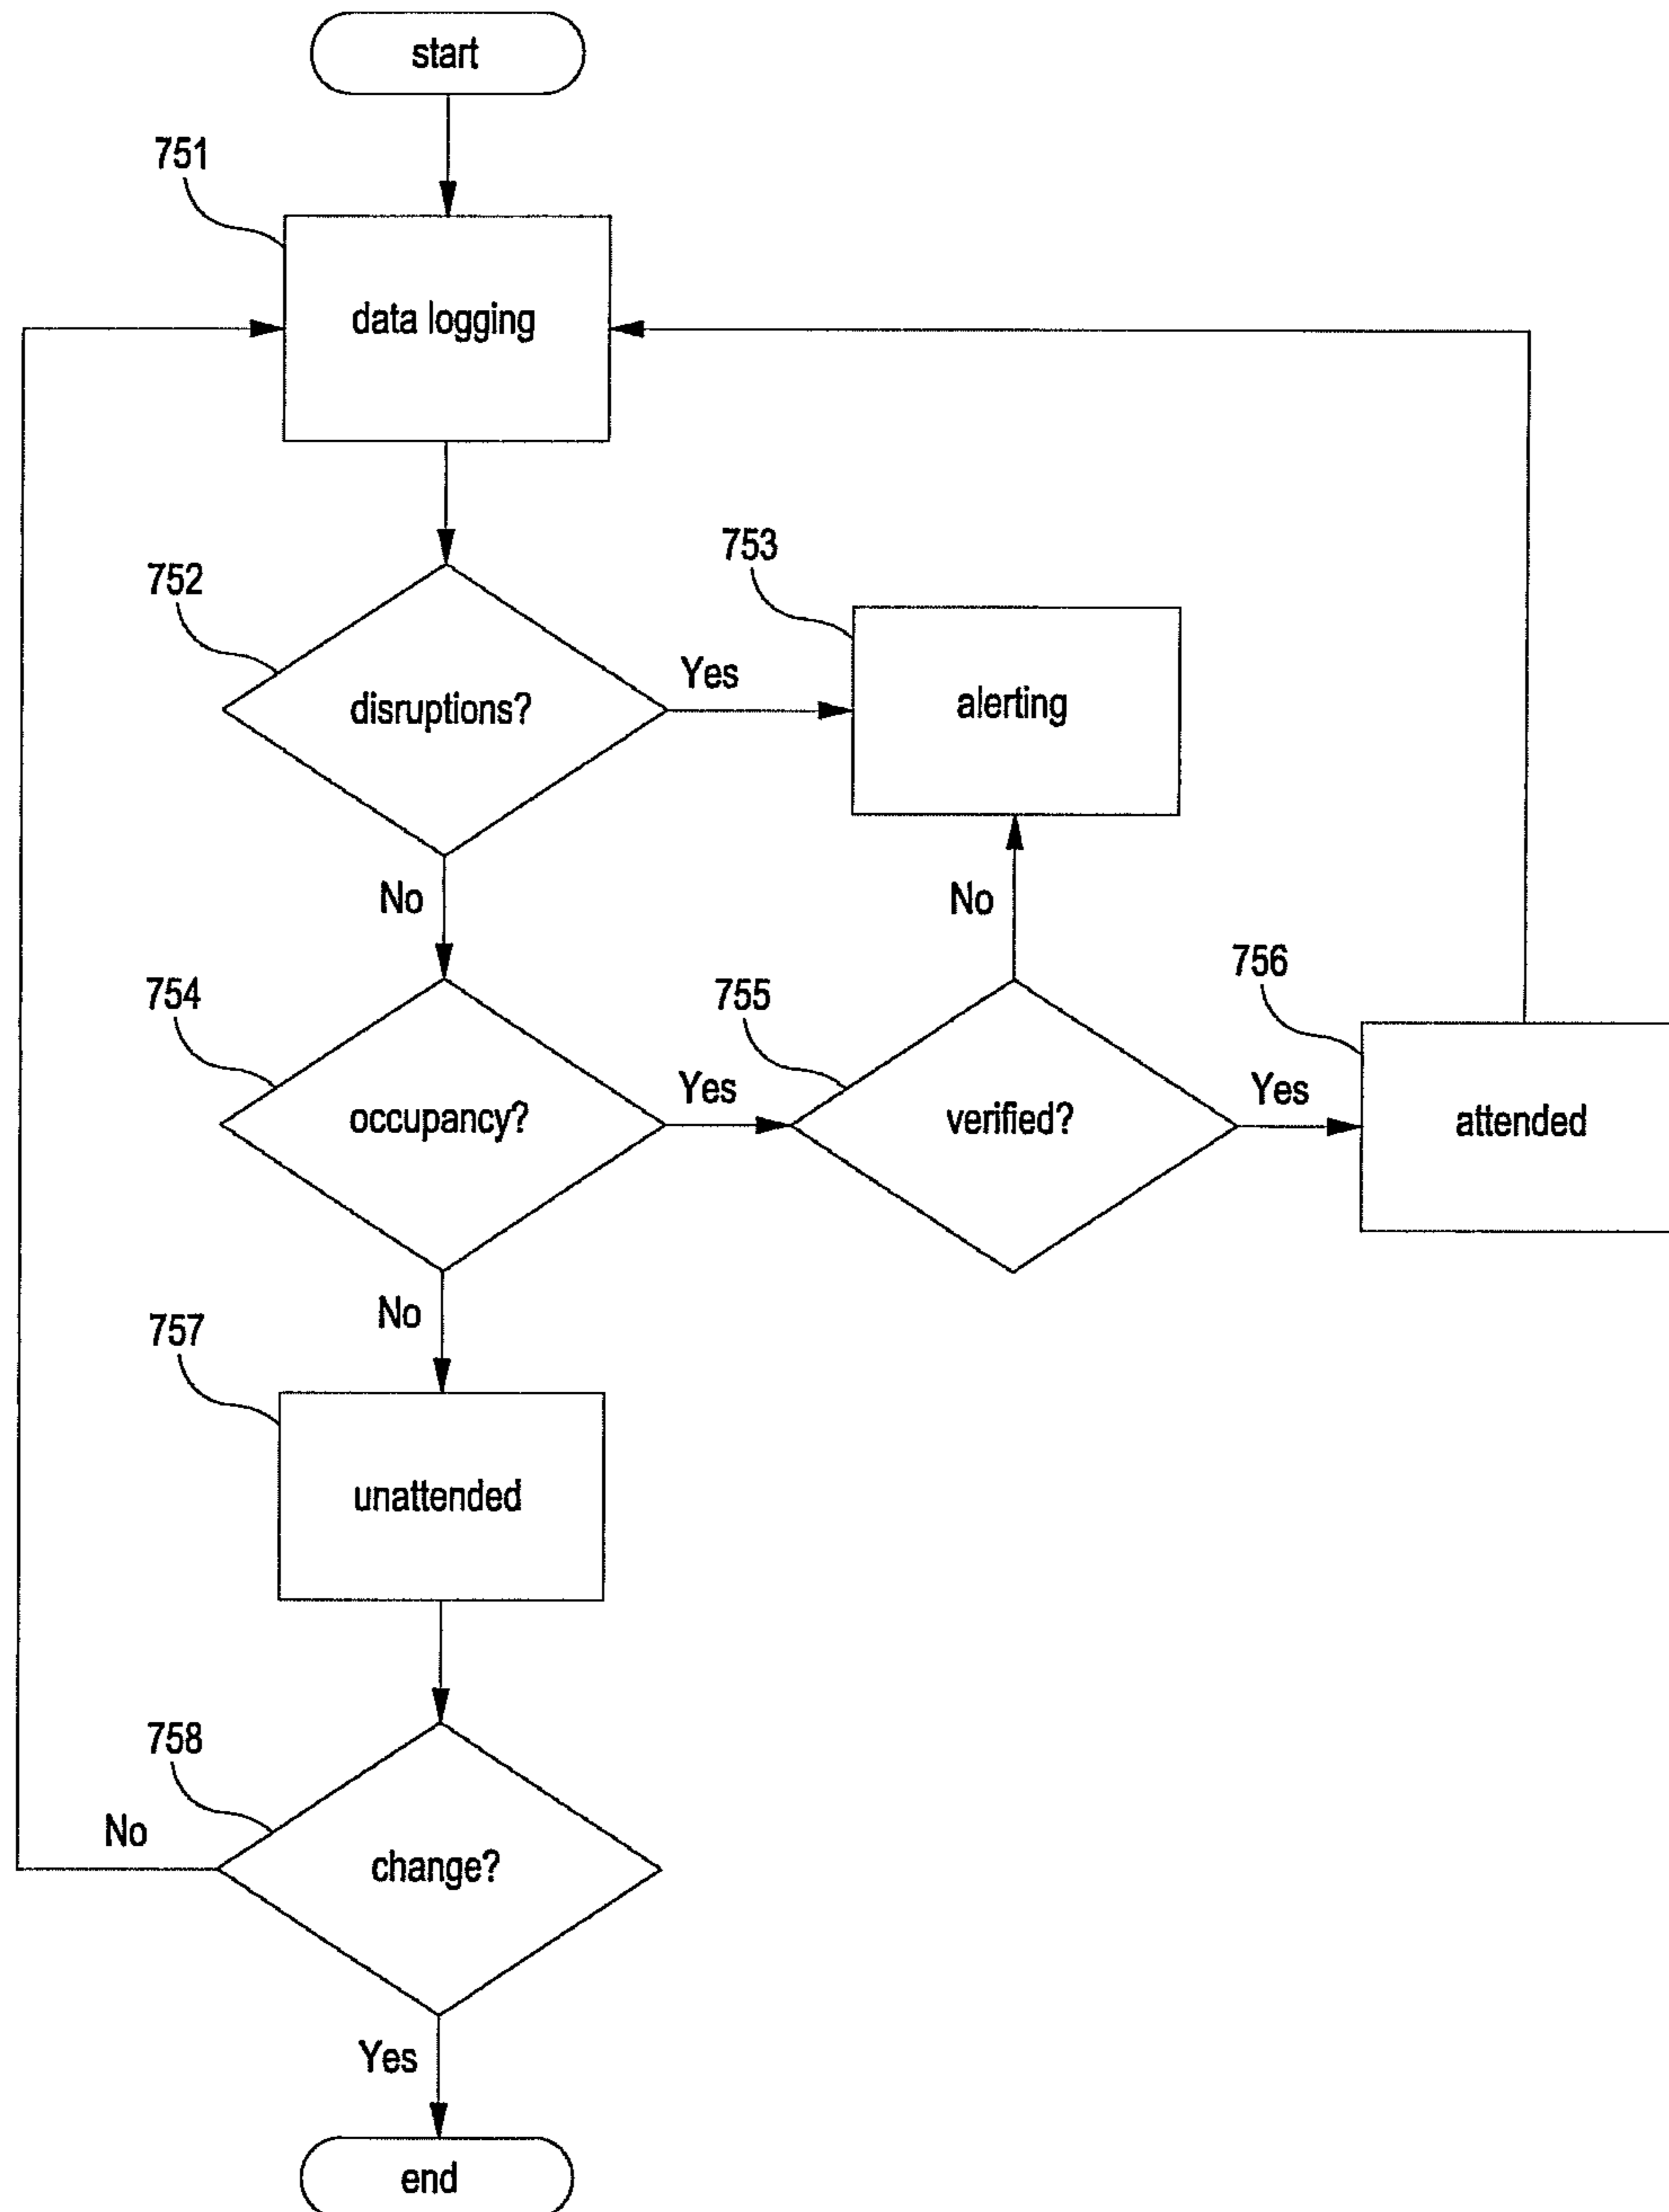 start
751
data logging
753
752
Yes
disruptions?
alerting
No
No
756
754
755
Yes
Yes
occupancy?
verified?
attended
No
757
unattended
758
No
change?
Yes
end